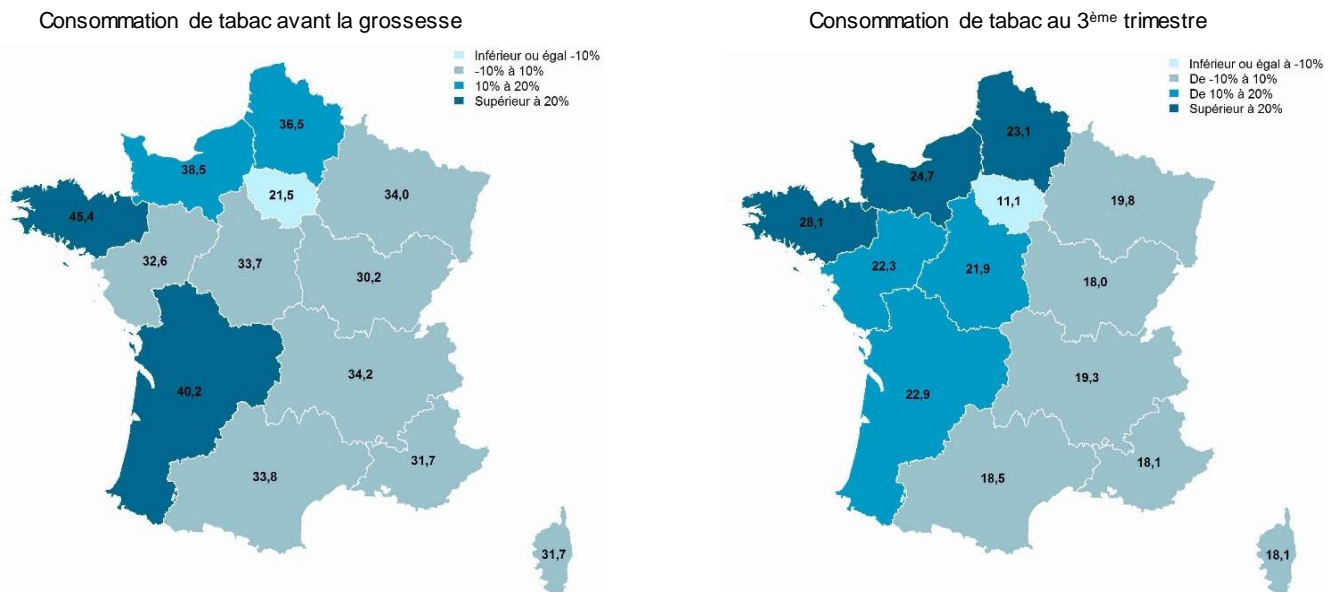 Consommation de tabac avant la grossesse
Inférieur ou égal -10%
-10% à 10%
10% à 20%
Supérieur à 20%
36,5
38,5
21,5
34,0
45,4
32,6
33,7
30,2
34,2
40,2
31,7
33,8
31,7
Consommation de tabac au 3ème trimestre
Inférieur ou égal à -10%
De -10% à 10%
De 10% à 20%
Supérieur à 20%
23,1
24,7
11,1
19,8
28,1
22,3
21,9
18,0
19,3
22,9
18,1
18,5
18,1